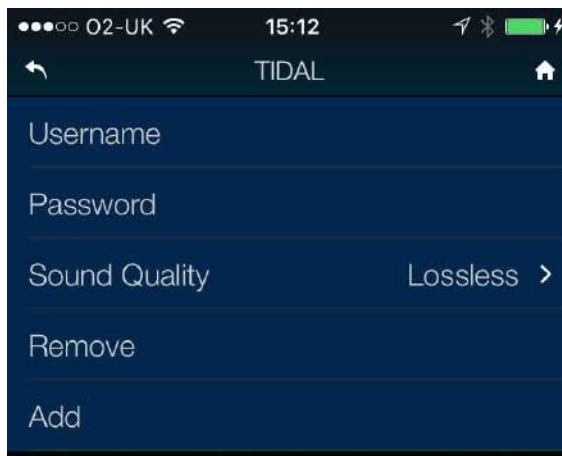 O2-UK 15:12
TIDAL
Username
Password
Sound Quality Lossless >
Remove
Add